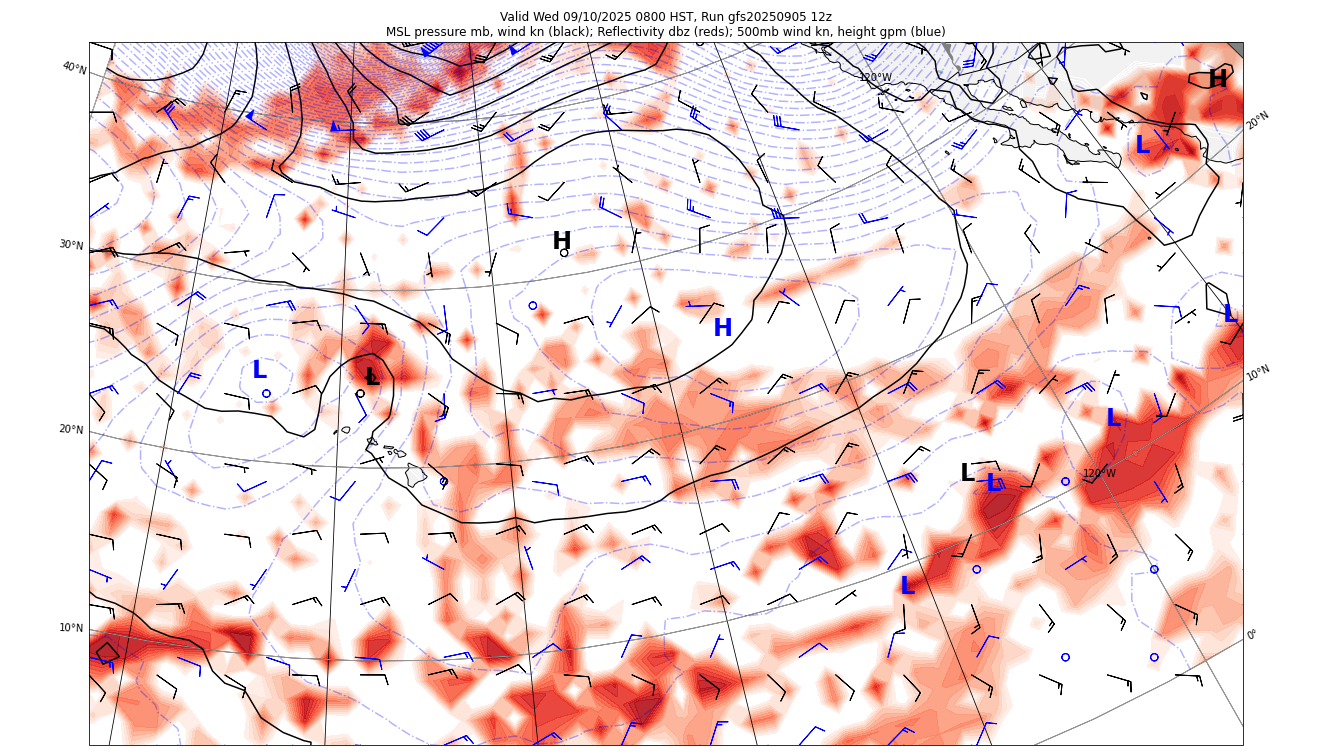 Valid Wed 09/10/2025 0800 HST, Run gfs20250905 12z
MSL pressure mb, wind kn (black); Reflectivity dbz (reds); 500mb wind kn, height gpm (blue)
40°N
120°W
H
20°N
L
30°N
H
H
L
L
L
10°N
20°N
L
L
L
120°W
L
10°N
0°